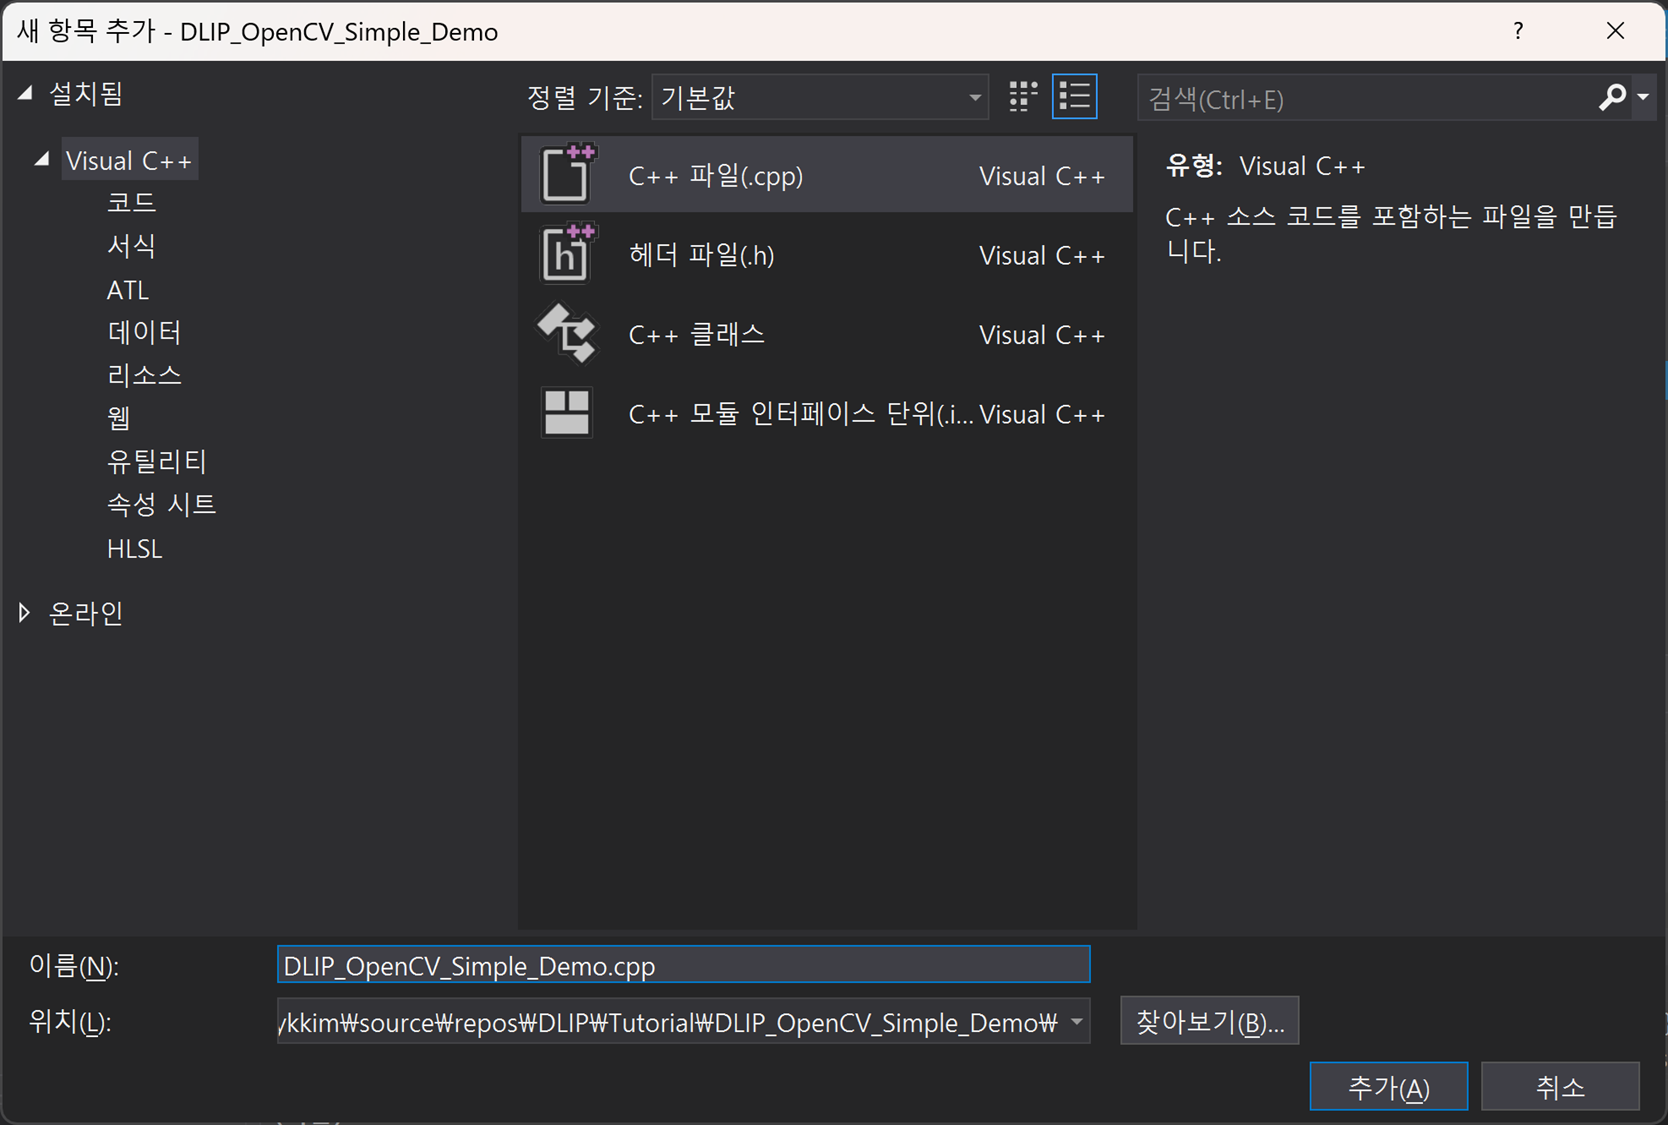 새 항목 추가 - DLIP_OpenCV_Simple_Demo
?
설치됨
Visual C++
코드
서식
ATL
데이터
리소스
웹
유틸리티
속성 시트
HLSL
온라인
정렬 기준: 기본값
검색(Ctrl+E)
C++ 파일(.cpp) Visual C++
헤더 파일(.h) Visual C++
C++ 클래스 Visual C++
C++ 모듈 인터페이스 단위(.i... Visual C++
유형: Visual C++
C++ 소스 코드를 포함하는 파일을 만듭
니다.
이름(N): DLIP_OpenCV_Simple_Demo.cpp
위치(L): ykkim₩source₩repos₩DLIP₩Tutorial₩DLIP_OpenCV_Simple_Demo₩
찾아보기(B)...
추가(A) 취소